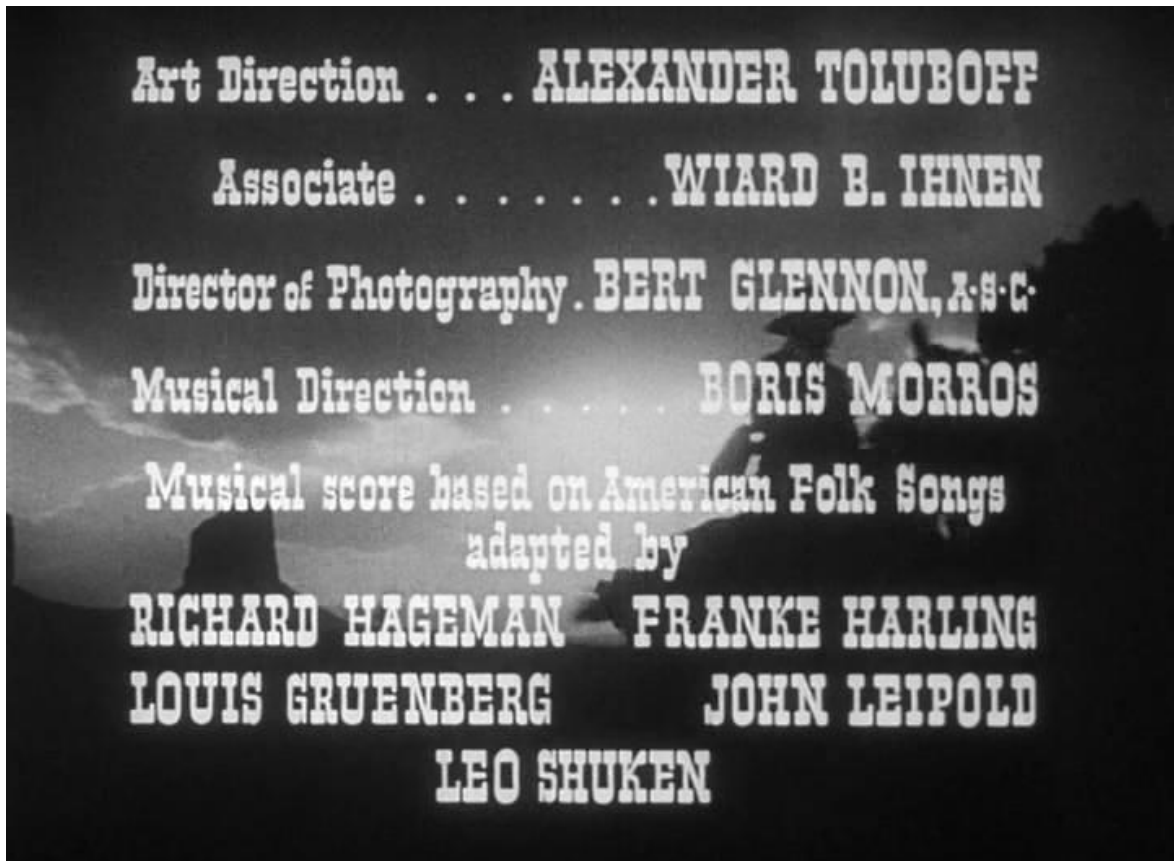 Art Direction . . . ALEXANDER TOLUBOFF
Associate . . . . . . . WIARD B. IHNEN
Director of Photography . BERT GLENNON, A·S·C·
Musical Direction . . . . . . BORIS MORROS
Musical score based on American Folk Songs
adapted by
RICHARD HAGEMAN FRANKE HARLING
LOUIS GRUENBERG JOHN LEIPOLD
LEO SHUKEN